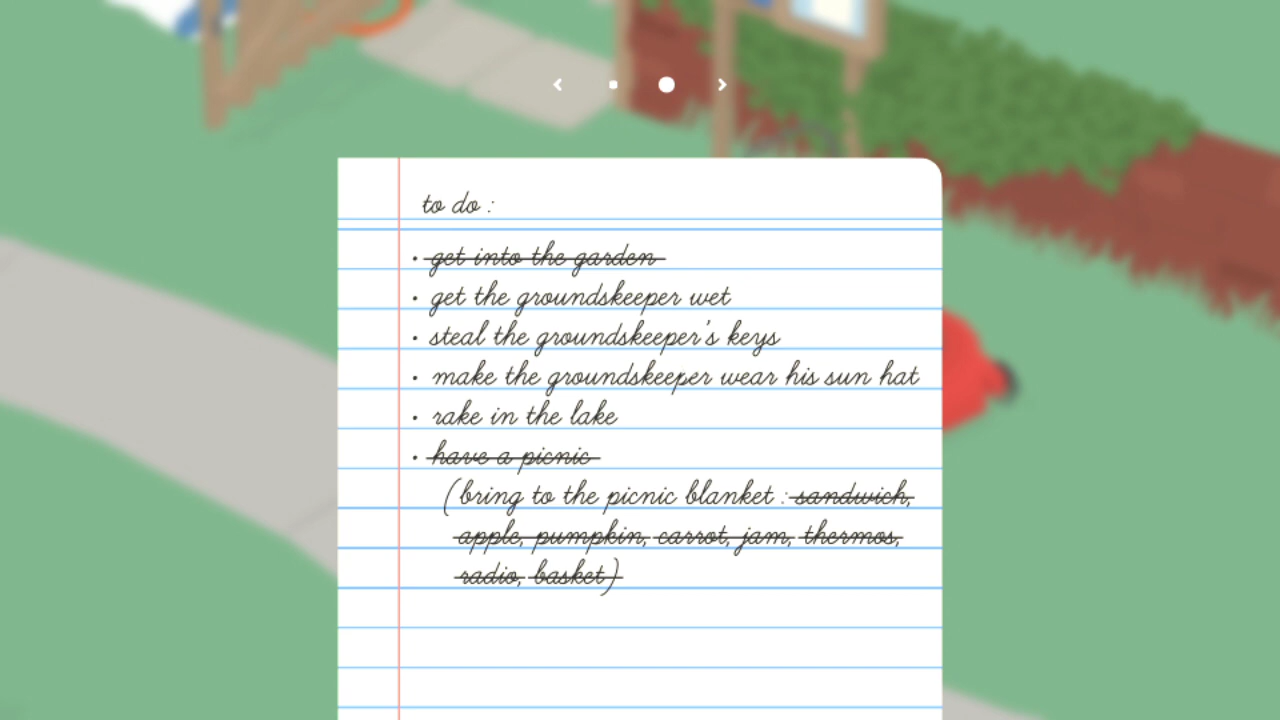 to do :
• get into the garden
• get the groundskeeper wet
• steal the groundskeeper's keys
• make the groundskeeper wear his sun hat
• rake in the lake
• have a picnic
(bring to the picnic blanket : sandwich,
apple, pumpkin, carrot, jam, thermos,
radio, basket)